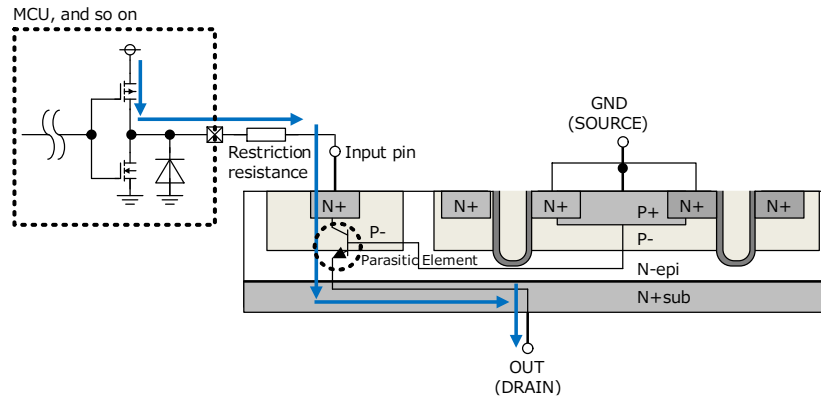 MCU, and so on
GND
(SOURCE)
Restriction
resistance
Input pin
N+
N+
N+
P+
N+
N+
P-
P-
Parasitic Element
N-epi
N+sub
OUT
(DRAIN)